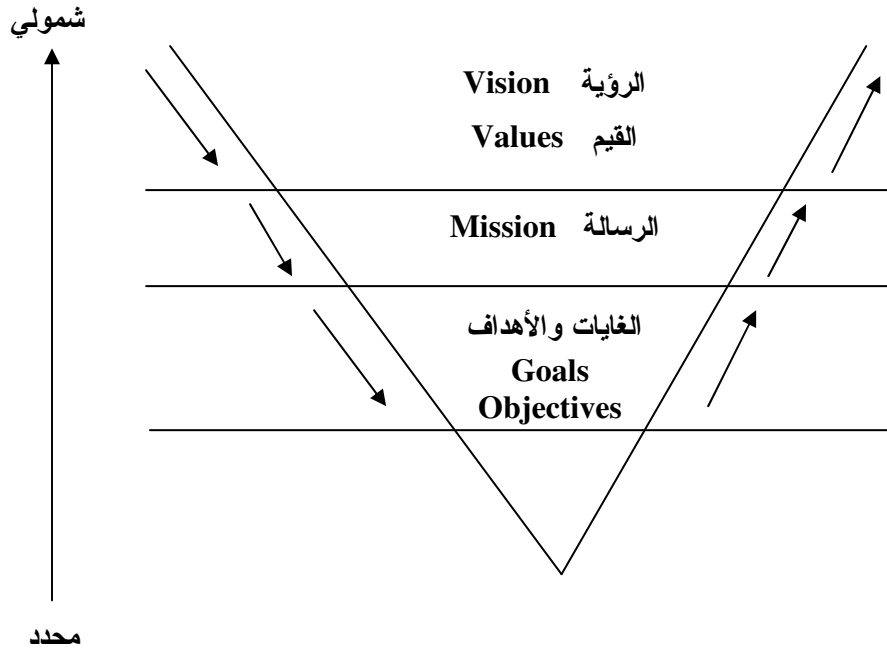 شمولي
الرؤية Vision
القيم Values
الرسالة Mission
الغايات والأهداف
Goals
Objectives
محدد